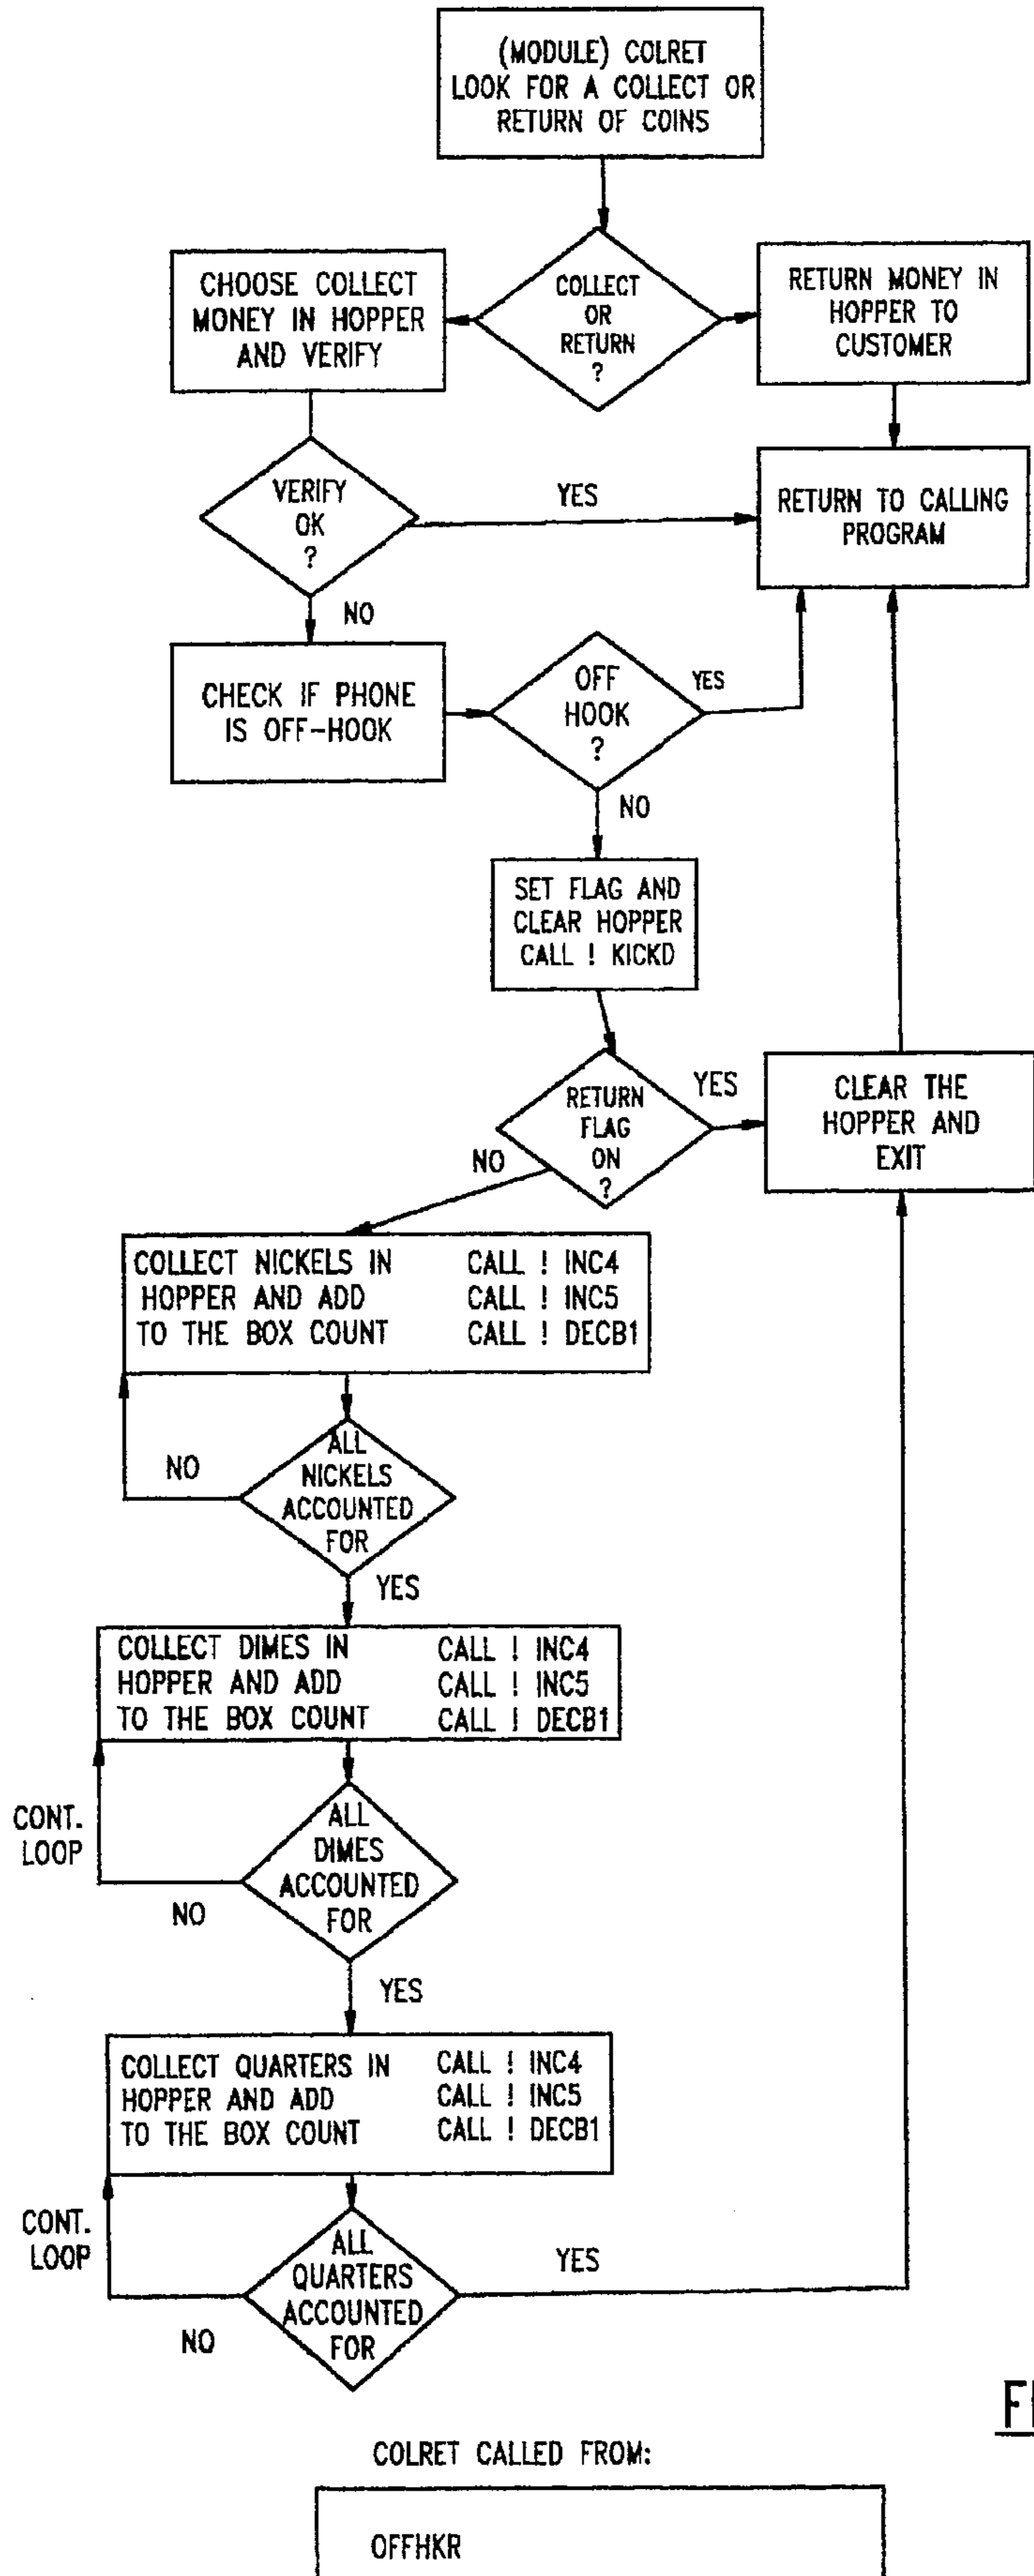 (MODULE) COLRET
LOOK FOR A COLLECT OR
RETURN OF COINS
CHOOSE COLLECT
MONEY IN HOPPER
AND VERIFY
COLLECT
OR
RETURN
?
RETURN MONEY IN
HOPPER TO
CUSTOMER
VERIFY
OK
?
YES
RETURN TO CALLING
PROGRAM
NO
CHECK IF PHONE
IS OFF-HOOK
OFF
HOOK
?
YES
NO
SET FLAG AND
CLEAR HOPPER
CALL ! KICKD
RETURN
FLAG
ON
?
YES
CLEAR THE
HOPPER AND
EXIT
NO
COLLECT NICKELS IN CALL ! INC4
HOPPER AND ADD CALL ! INC5
TO THE BOX COUNT CALL ! DECB1
ALL
NICKELS
ACCOUNTED
FOR
NO
YES
COLLECT DIMES IN CALL ! INC4
HOPPER AND ADD CALL ! INC5
TO THE BOX COUNT CALL ! DECB1
CONT.
LOOP
ALL
DIMES
ACCOUNTED
FOR
NO
YES
COLLECT QUARTERS IN CALL ! INC4
HOPPER AND ADD CALL ! INC5
TO THE BOX COUNT CALL ! DECB1
CONT.
LOOP
ALL
QUARTERS
ACCOUNTED
FOR
YES
NO
COLRET CALLED FROM:
OFFHKR